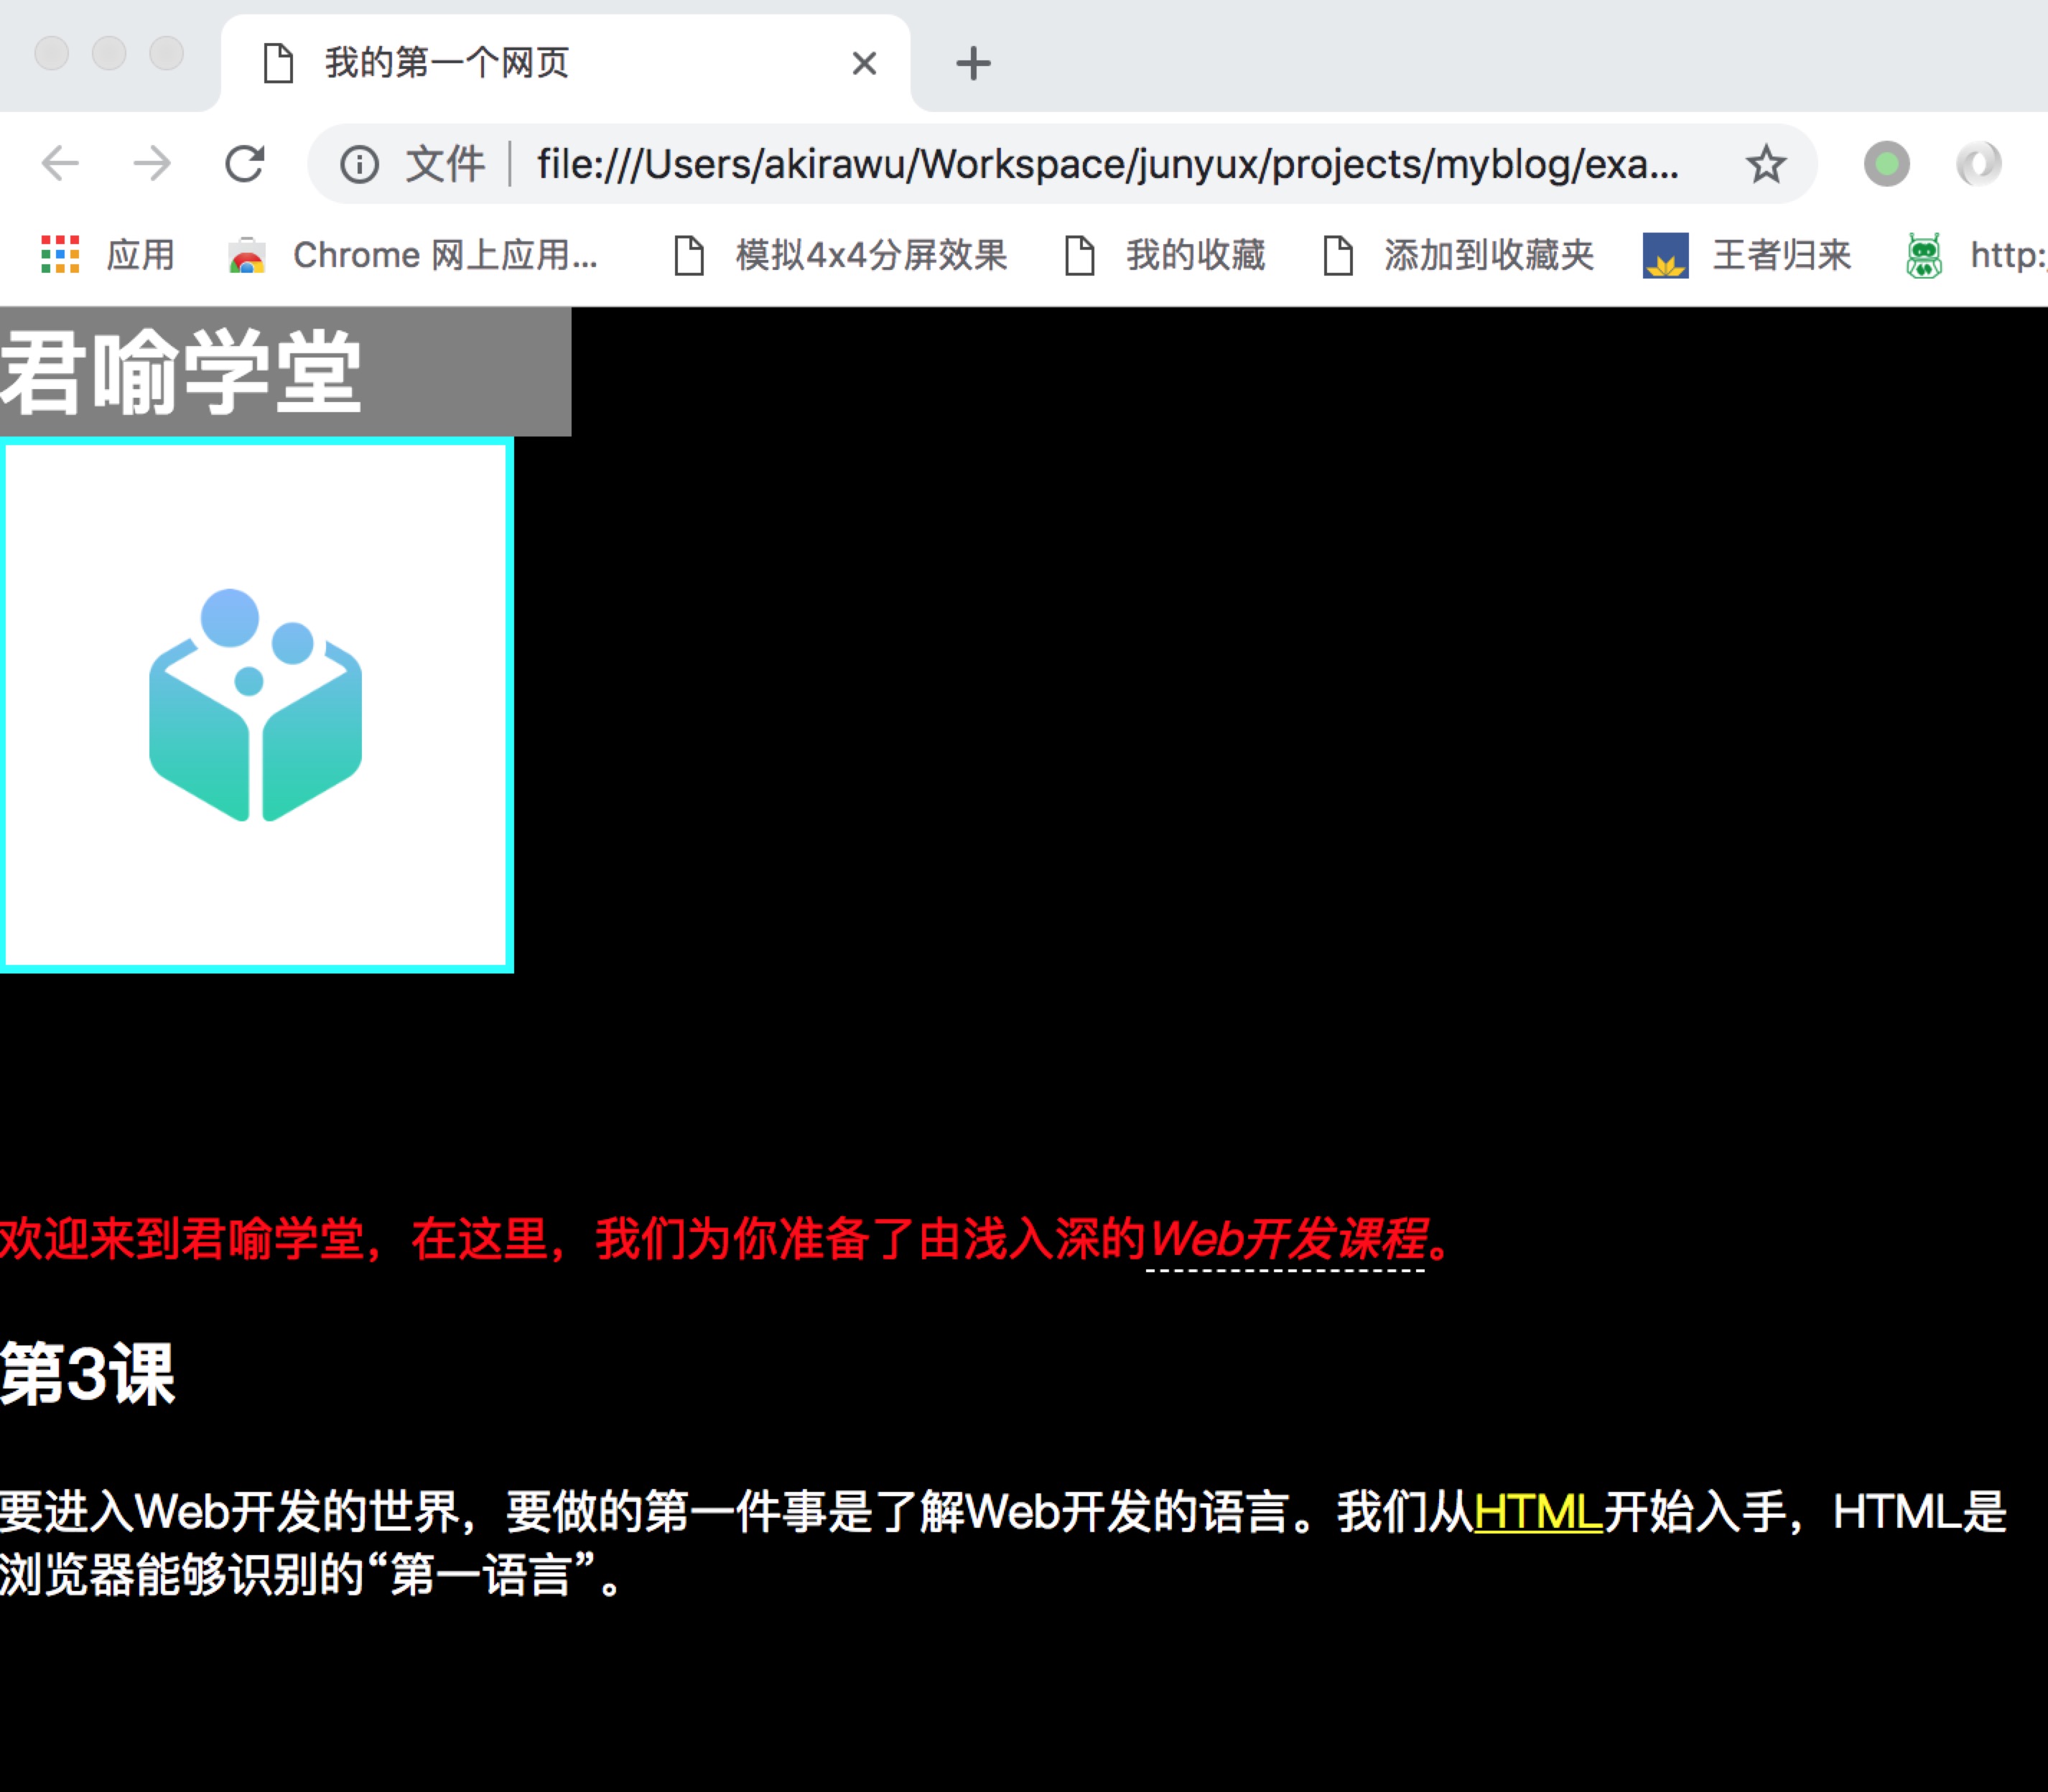 我的第一个网页
文件 file:///Users/akirawu/Workspace/junyux/projects/myblog/exa...
应用 Chrome 网上应用... 模拟4x4分屏效果 我的收藏 添加到收藏夹 王者归来 http:/
君喻学堂
欢迎来到君喻学堂，在这里，我们为你准备了由浅入深的Web开发课程。
第3课
要进入Web开发的世界，要做的第一件事是了解Web开发的语言。我们从HTML开始入手，HTML是
浏览器能够识别的“第一语言”。